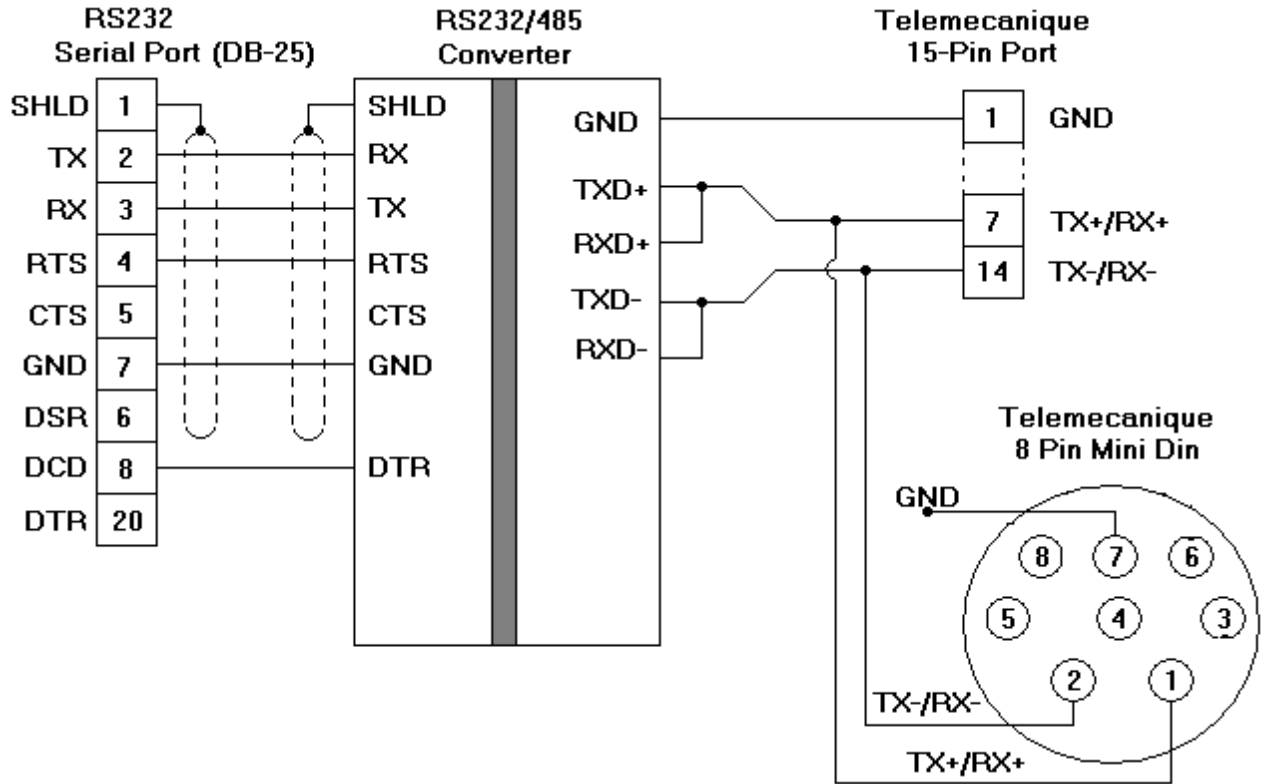 RS232
Serial Port (DB-25)
RS232/485
Converter
Telemecanique
15-Pin Port
SHLD 1
TX 2
RX 3
RTS 4
CTS 5
GND 7
DSR 6
DCD 8
DTR 20
SHLD
RX
TX
RTS
CTS
GND
DTR
GND
TXD+
RXD+
TXD-
RXD-
1 GND
7 TX+/RX+
14 TX-/RX-
Telemecanique
8 Pin Mini Din
GND
8 7 6
5 4 3
2 1
TX-/RX-
TX+/RX+